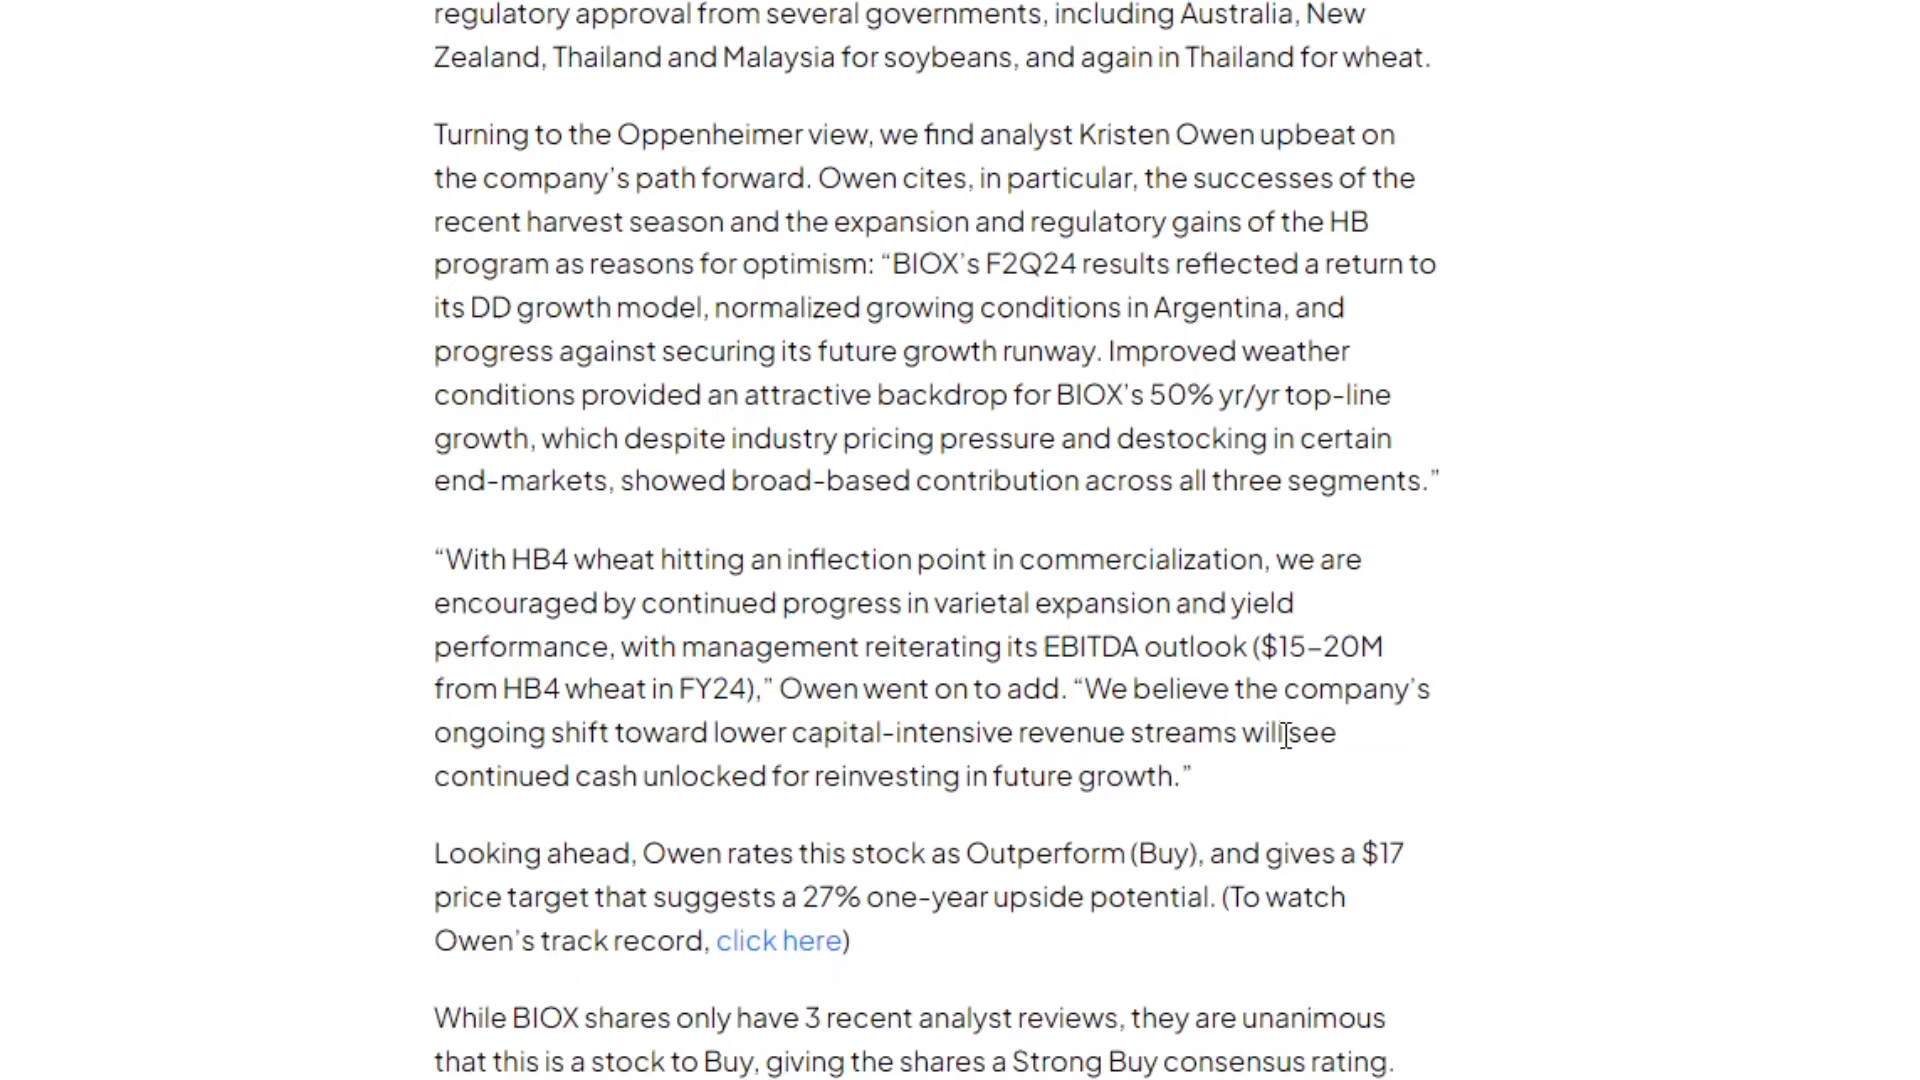 regulatory approval from several governments, including Australia, New
Zealand, Thailand and Malaysia for soybeans, and again in Thailand for wheat.
Turning to the Oppenheimer view, we find analyst Kristen Owen upbeat on
the company’s path forward. Owen cites, in particular, the successes of the
recent harvest season and the expansion and regulatory gains of the HB
program as reasons for optimism: “BIOX’s F2Q24 results reflected a return to
its DD growth model, normalized growing conditions in Argentina, and
progress against securing its future growth runway. Improved weather
conditions provided an attractive backdrop for BIOX’s 50% yr/yr top-line
growth, which despite industry pricing pressure and destocking in certain
end-markets, showed broad-based contribution across all three segments.”
“With HB4 wheat hitting an inflection point in commercialization, we are
encouraged by continued progress in varietal expansion and yield
performance, with management reiterating its EBITDA outlook ($15–20M
from HB4 wheat in FY24),” Owen went on to add. “We believe the company’s
ongoing shift toward lower capital-intensive revenue streams will see
continued cash unlocked for reinvesting in future growth.”
Looking ahead, Owen rates this stock as Outperform (Buy), and gives a $17
price target that suggests a 27% one-year upside potential. (To watch
Owen’s track record, click here)
While BIOX shares only have 3 recent analyst reviews, they are unanimous
that this is a stock to Buy, giving the shares a Strong Buy consensus rating.